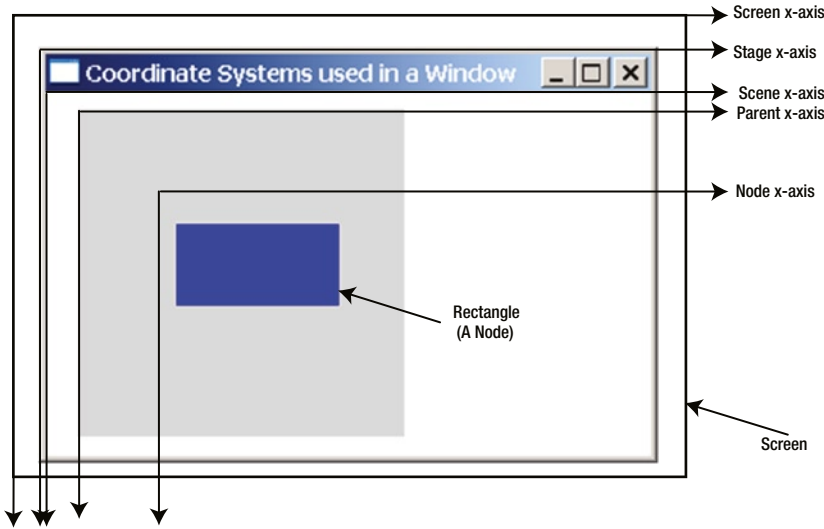 Screen x-axis
Stage x-axis
Coordinate Systems used in a Window
Scene x-axis
Parent x-axis
Node x-axis
Rectangle
(A Node)
Screen